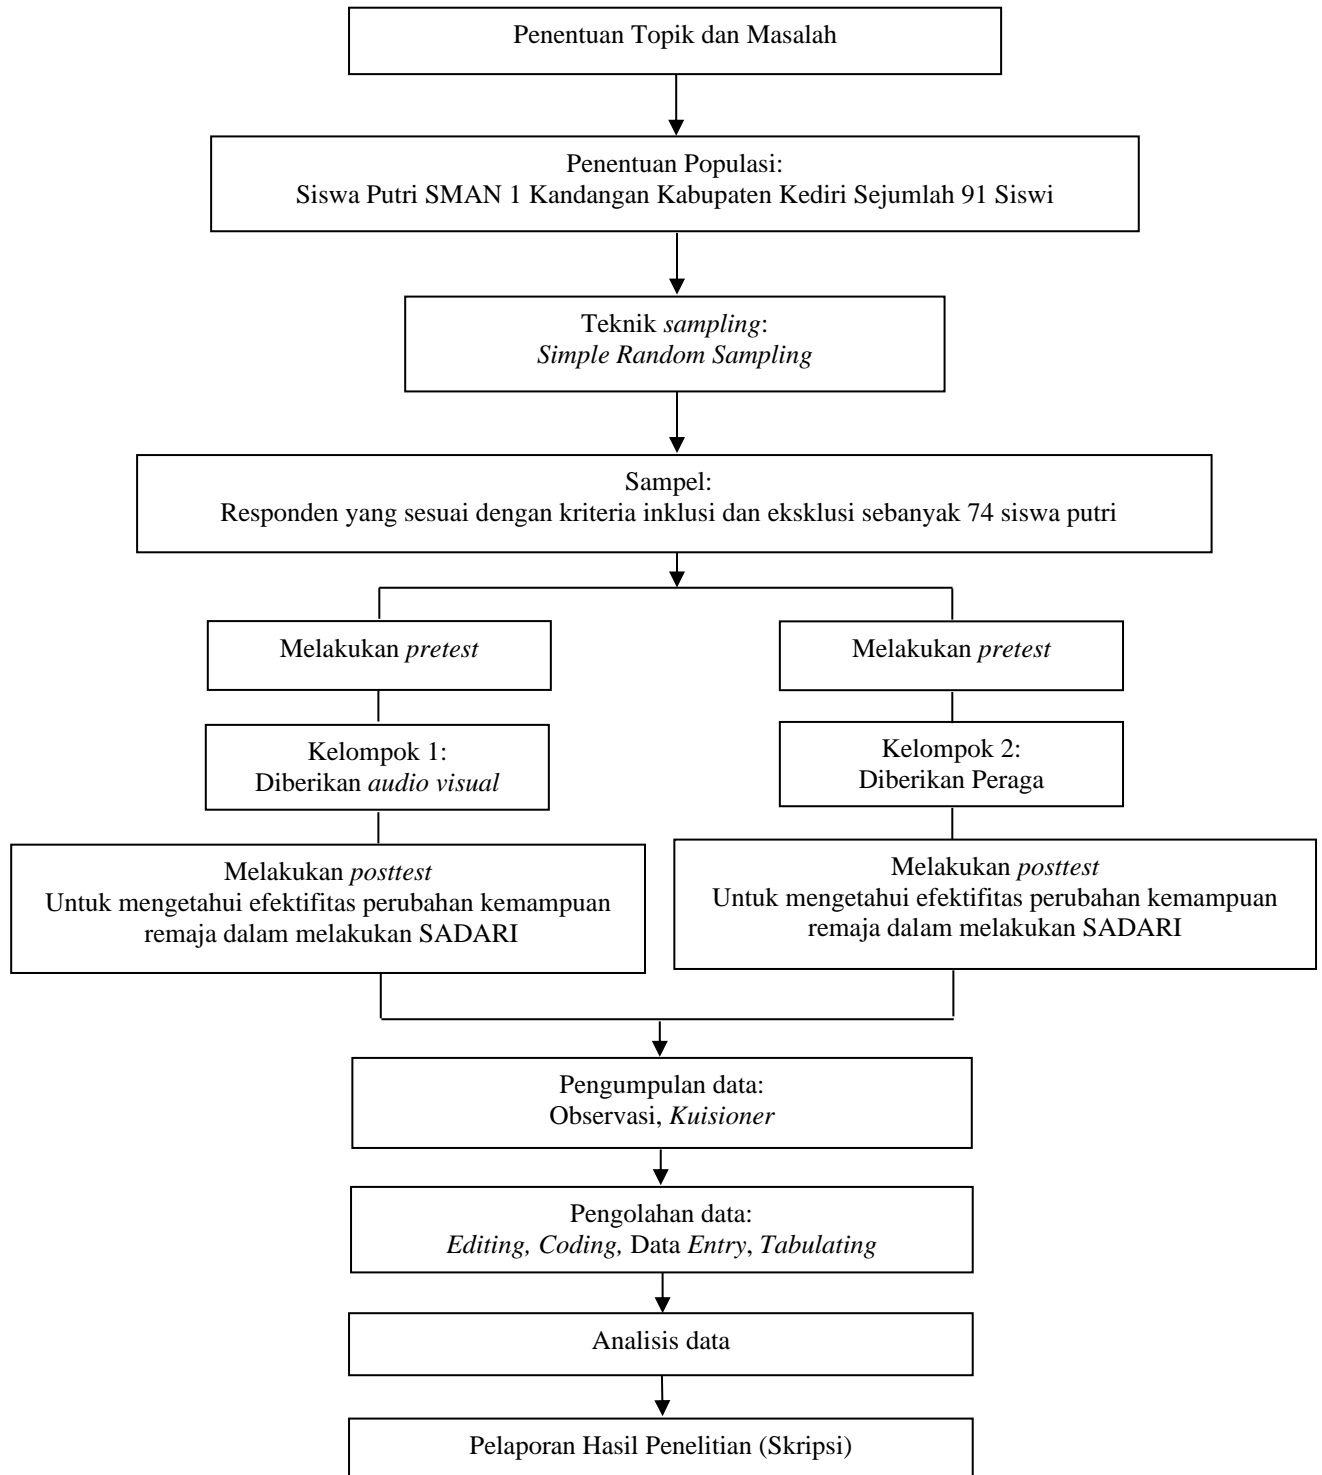 Penentuan Topik dan Masalah
Penentuan Populasi:
Siswa Putri SMAN 1 Kandangan Kabupaten Kediri Sejumlah 91 Siswi
Teknik sampling:
Simple Random Sampling
Sampel:
Responden yang sesuai dengan kriteria inklusi dan eksklusi sebanyak 74 siswa putri
Melakukan pretest
Melakukan pretest
Kelompok 1:
Diberikan audio visual
Kelompok 2:
Diberikan Peraga
Melakukan posttest
Untuk mengetahui efektifitas perubahan kemampuan
remaja dalam melakukan SADARI
Melakukan posttest
Untuk mengetahui efektifitas perubahan kemampuan
remaja dalam melakukan SADARI
Pengumpulan data:
Observasi, Kuisioner
Pengolahan data:
Editing, Coding, Data Entry, Tabulating
Analisis data
Pelaporan Hasil Penelitian (Skripsi)